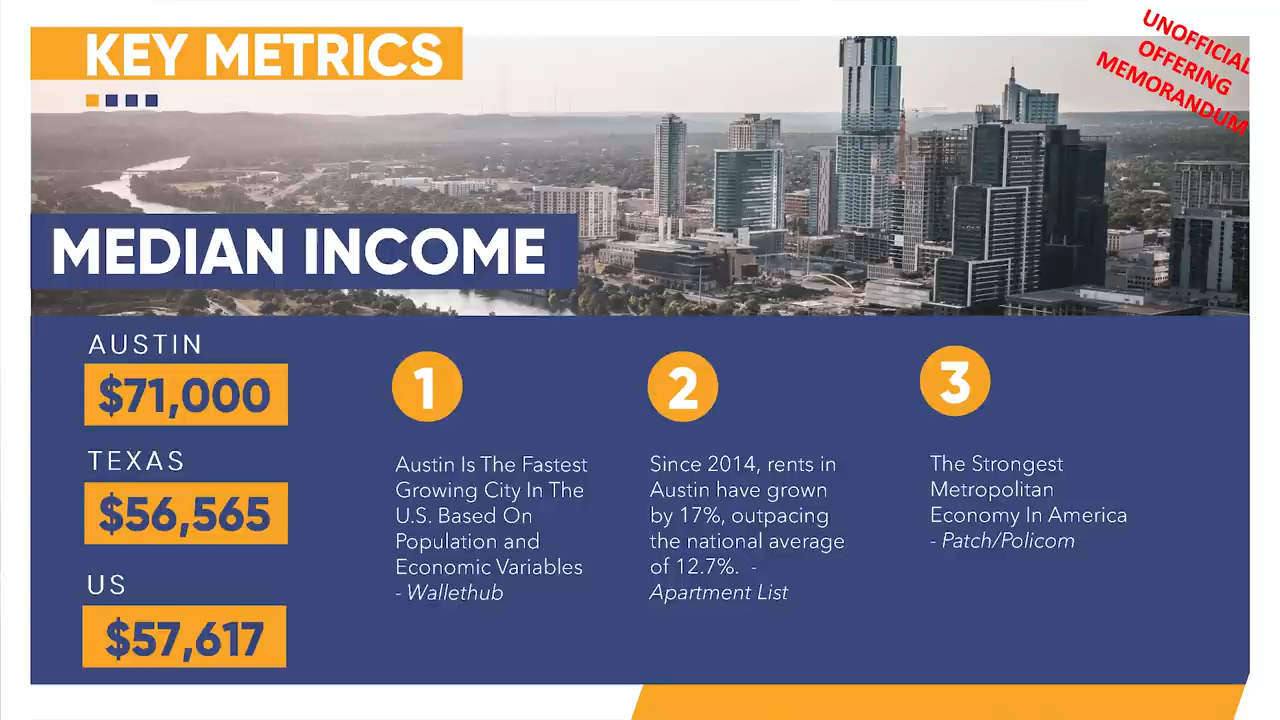 KEY METRICS
UNOFFICIAL
OFFERING
MEMORANDUM
MEDIAN INCOME
AUSTIN
$71,000
TEXAS
$56,565
US
$57,617
1
Austin Is The Fastest
Growing City In The
U.S. Based On
Population and
Economic Variables
- Wallethub
2
Since 2014, rents in
Austin have grown
by 17%, outpacing
the national average
of 12.7%. -
Apartment List
3
The Strongest
Metropolitan
Economy In America
- Patch/Policom